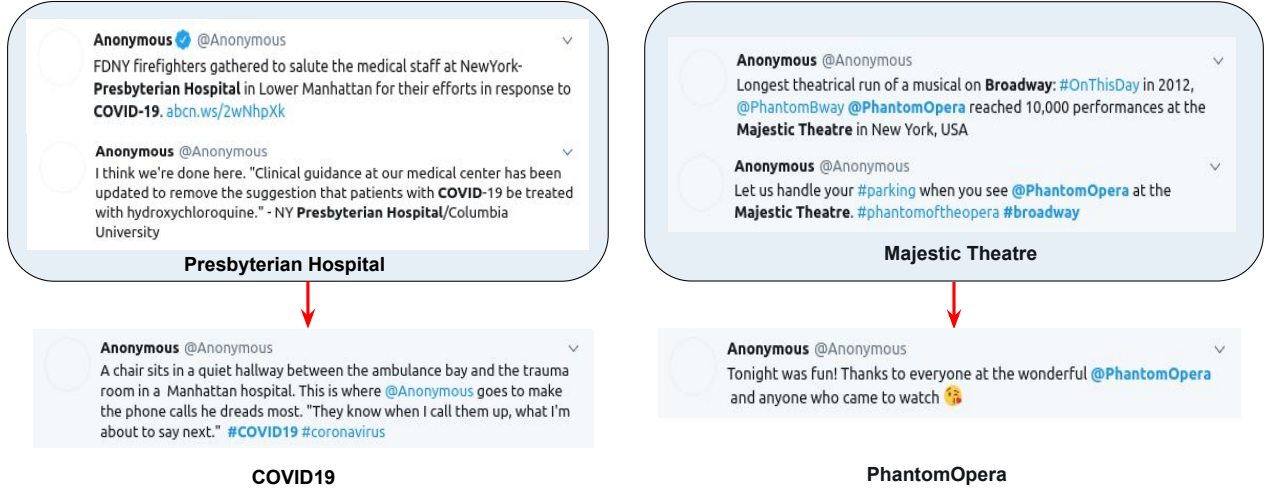 Anonymous @Anonymous
FDNY firefighters gathered to salute the medical staff at NewYork-
Presbyterian Hospital in Lower Manhattan for their efforts in response to
COVID-19. abcn.ws/2wNhpXk
Anonymous @Anonymous
I think we're done here. "Clinical guidance at our medical center has been
updated to remove the suggestion that patients with COVID-19 be treated
with hydroxychloroquine." - NY Presbyterian Hospital/Columbia
University
Presbyterian Hospital
Anonymous @Anonymous
A chair sits in a quiet hallway between the ambulance bay and the trauma
room in a Manhattan hospital. This is where @Anonymous goes to make
the phone calls he dreads most. "They know when I call them up, what I'm
about to say next." #COVID19 #coronavirus
COVID19
Anonymous @Anonymous
Longest theatrical run of a musical on Broadway: #OnThisDay in 2012,
@PhantomBway @PhantomOpera reached 10,000 performances at the
Majestic Theatre in New York, USA
Anonymous @Anonymous
Let us handle your #parking when you see @PhantomOpera at the
Majestic Theatre. #phantomoftheopera #broadway
Majestic Theatre
Anonymous @Anonymous
Tonight was fun! Thanks to everyone at the wonderful @PhantomOpera
and anyone who came to watch 😘
PhantomOpera